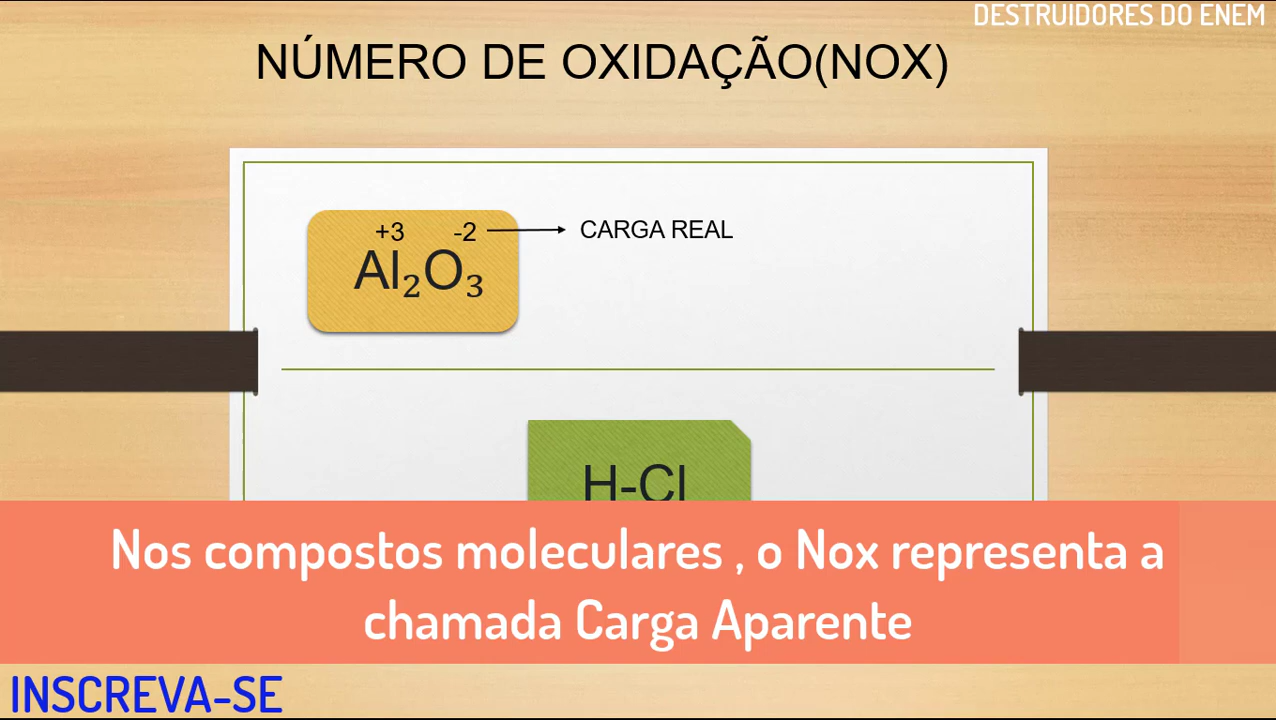 DESTRUIDORES DO ENEM
NÚMERO DE OXIDAÇÃO(NOX)
+3 -2 CARGA REAL
Al₂O₃
H-Cl
Nos compostos moleculares , o Nox representa a
chamada Carga Aparente
INSCREVA-SE